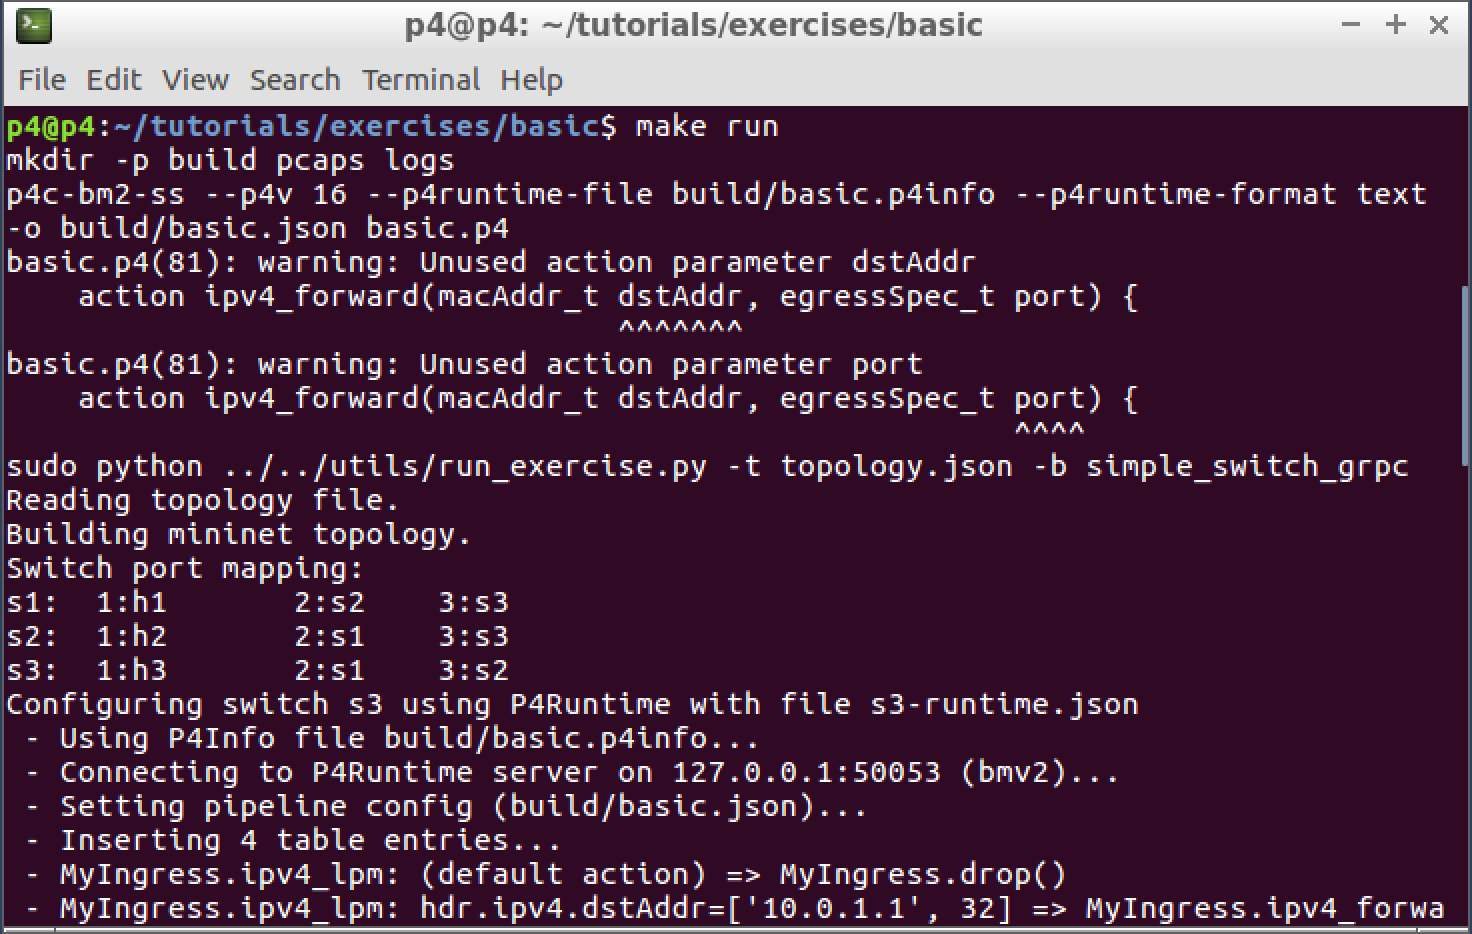 p4@p4: ~/tutorials/exercises/basic
File Edit View Search Terminal Help
p4@p4:~/tutorials/exercises/basic$ make run
mkdir -p build pcaps logs
p4c-bm2-ss --p4v 16 --p4runtime-file build/basic.p4info --p4runtime-format text
-o build/basic.json basic.p4
basic.p4(81): warning: Unused action parameter dstAddr
    action ipv4_forward(macAddr_t dstAddr, egressSpec_t port) {
                                  ^^^^^^^
basic.p4(81): warning: Unused action parameter port
    action ipv4_forward(macAddr_t dstAddr, egressSpec_t port) {
                                                        ^^^^
sudo python ../../utils/run_exercise.py -t topology.json -b simple_switch_grpc
Reading topology file.
Building mininet topology.
Switch port mapping:
s1:  1:h1       2:s2    3:s3
s2:  1:h2       2:s1    3:s3
s3:  1:h3       2:s1    3:s2
Configuring switch s3 using P4Runtime with file s3-runtime.json
 - Using P4Info file build/basic.p4info...
 - Connecting to P4Runtime server on 127.0.0.1:50053 (bmv2)...
 - Setting pipeline config (build/basic.json)...
 - Inserting 4 table entries...
 - MyIngress.ipv4_lpm: (default action) => MyIngress.drop()
 - MyIngress.ipv4_lpm: hdr.ipv4.dstAddr=['10.0.1.1', 32] => MyIngress.ipv4_forwa